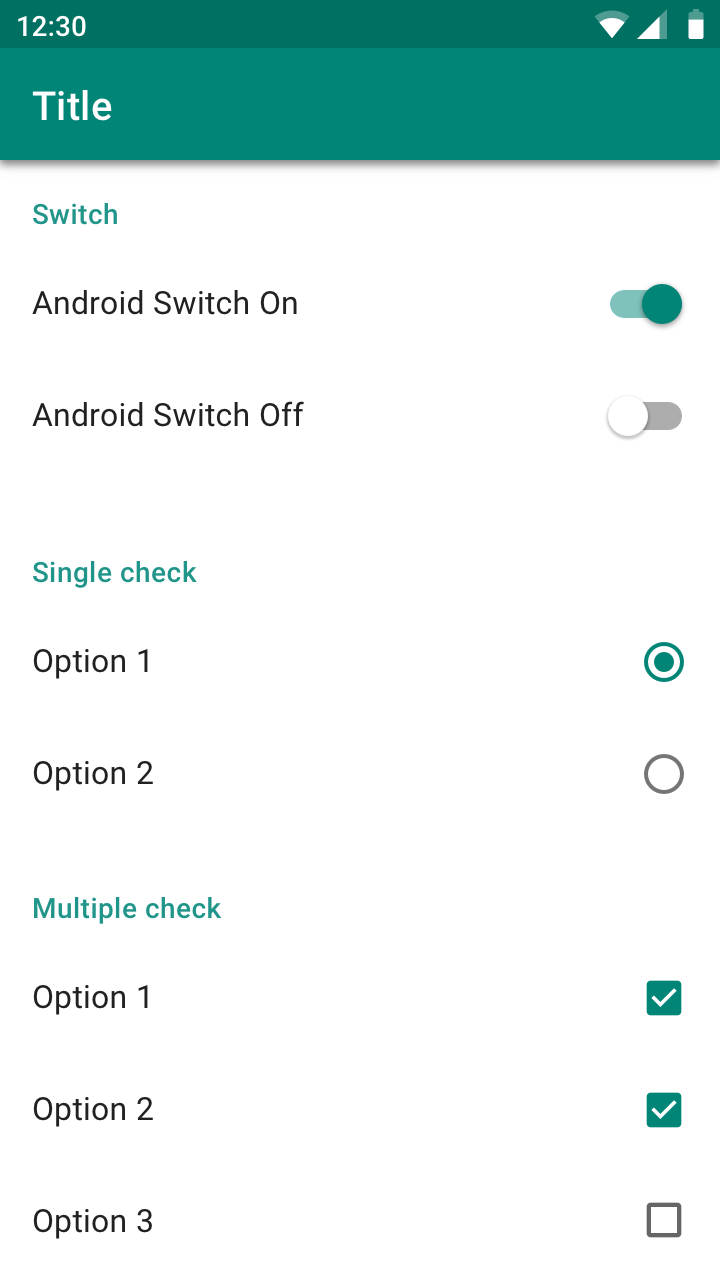 12:30
Title
Switch
Android Switch On
Android Switch Off
Single check
Option 1
Option 2
Multiple check
Option 1
Option 2
Option 3